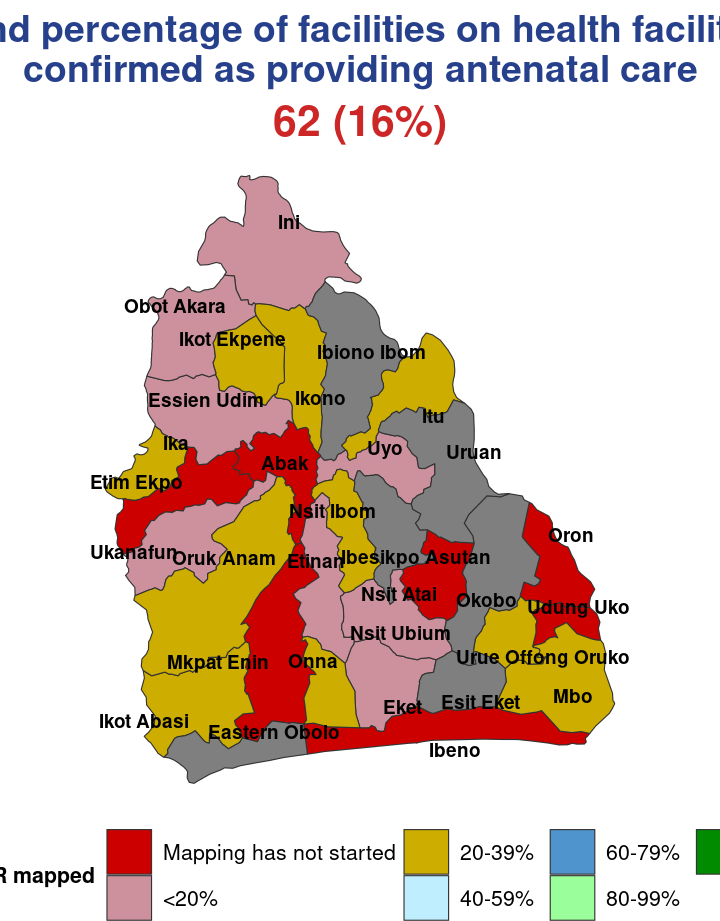 nd percentage of facilities on health facilit
confirmed as providing antenatal care
62 (16%)
Ini
Obot Akara
Ikot Ekpene
Ibiono Ibom
Essien Udim
Ikono
Itu
Ika
Uyo
Uruan
Abak
Etim Ekpo
Nsit Ibom
Oron
Ukanafun
Oruk Anam
Etinan
Ibesikpo Asutan
Nsit Atai
Okobo
Udung Uko
Nsit Ubium
Mkpat Enin
Onna
Urue Offong Oruko
Eket
Esit Eket
Mbo
Ikot Abasi
Eastern Obolo
Ibeno
R mapped
Mapping has not started
20-39%
60-79%
<20%
40-59%
80-99%